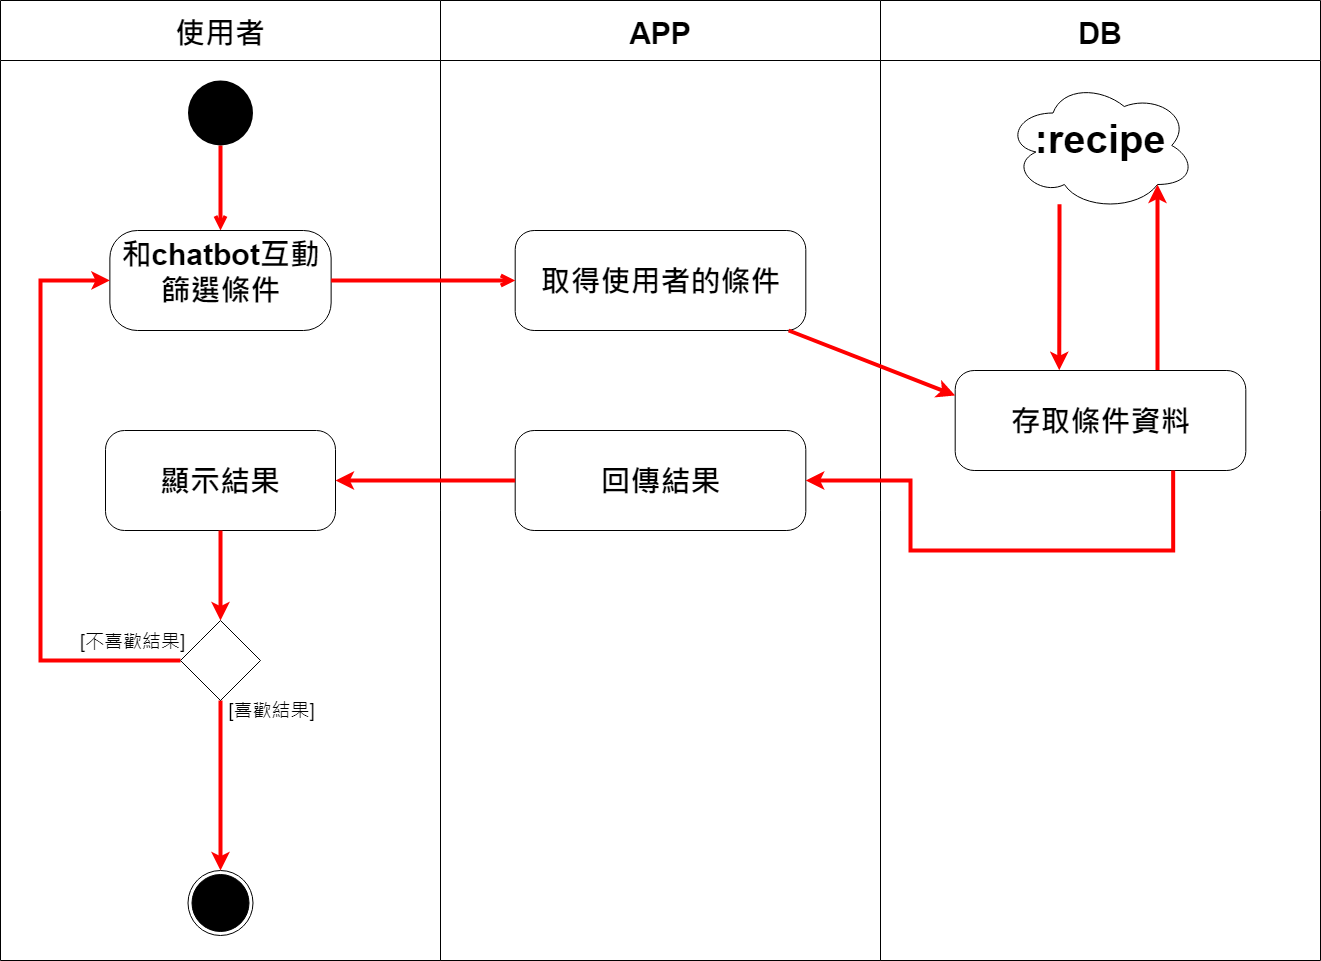 使用者
APP
DB
:recipe
和chatbot互動
篩選條件
取得使用者的條件
存取條件資料
回傳結果
顯示結果
[不喜歡結果]
[喜歡結果]